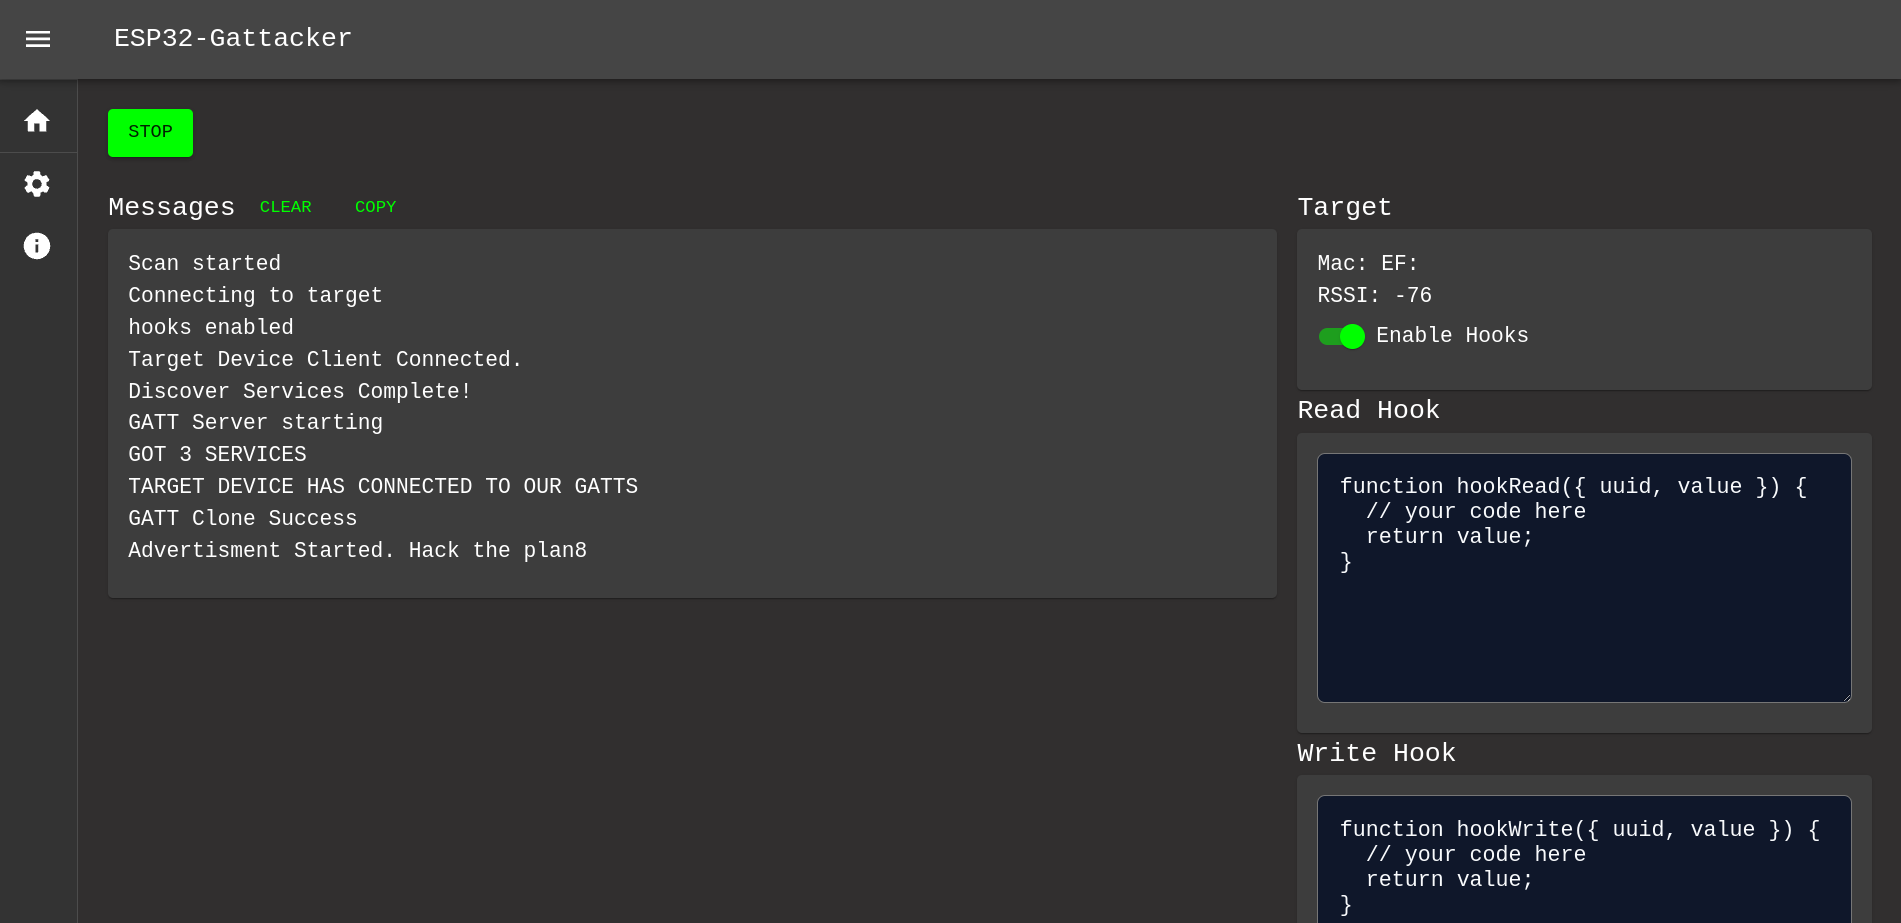 ESP32-Gattacker
STOP
Messages CLEAR COPY
Scan started
Connecting to target
hooks enabled
Target Device Client Connected.
Discover Services Complete!
GATT Server starting
GOT 3 SERVICES
TARGET DEVICE HAS CONNECTED TO OUR GATTS
GATT Clone Success
Advertisment Started. Hack the plan8
Target
Mac: EF:
RSSI: -76
Enable Hooks
Read Hook
function hookRead({ uuid, value }) {
  // your code here
  return value;
}
Write Hook
function hookWrite({ uuid, value }) {
  // your code here
  return value;
}